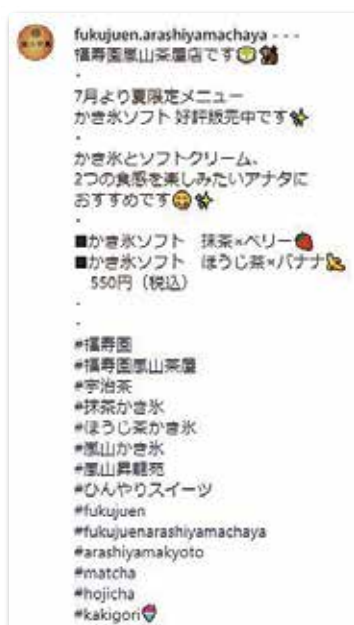 fukujuen.arashiyamachaya - - -
福寿園嵐山茶屋店です🍵🐿️
・
7月より夏限定メニュー
かき氷ソフト 好評販売中です✨
・
かき氷とソフトクリーム、
2つの食感を楽しみたいアナタに
おすすめです😋✨
・
■かき氷ソフト　抹茶×ベリー🍓
■かき氷ソフト　ほうじ茶×バナナ🍌
550円（税込）
・
・
#福寿園
#福寿園嵐山茶屋
#宇治茶
#抹茶かき氷
#ほうじ茶かき氷
#嵐山かき氷
#嵐山昇龍苑
#ひんやりスイーツ
#fukujuen
#fukujuenarashiyamachaya
#arashiyamakyoto
#matcha
#hojicha
#kakigori🍧